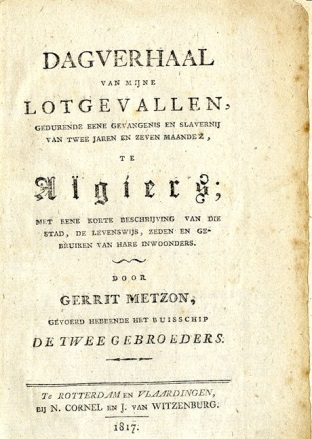 DAGVERHAAL
VAN MIJNE
LOTGEVALLEN,
GEDURENDE EENE GEVANGENIS EN SLAVERNIJ
VAN TWEE JAREN EN ZEVEN MAANDEN,
TE
Algiers;
MET EENE KORTE BESCHRIJVING VAN DIE
STAD, DE LEVENSWIJS, ZEDEN EN GE-
BRUIKEN VAN HARE INWOONDERS.
DOOR
GERRIT METZON,
GEVOERD HEBBENDE HET BUISSCHIP
DE TWEE GEBROEDERS.
Te ROTTERDAM EN VLAARDINGEN,
BIJ N. CORNEL EN J. VAN WITZENBURG.
1817.